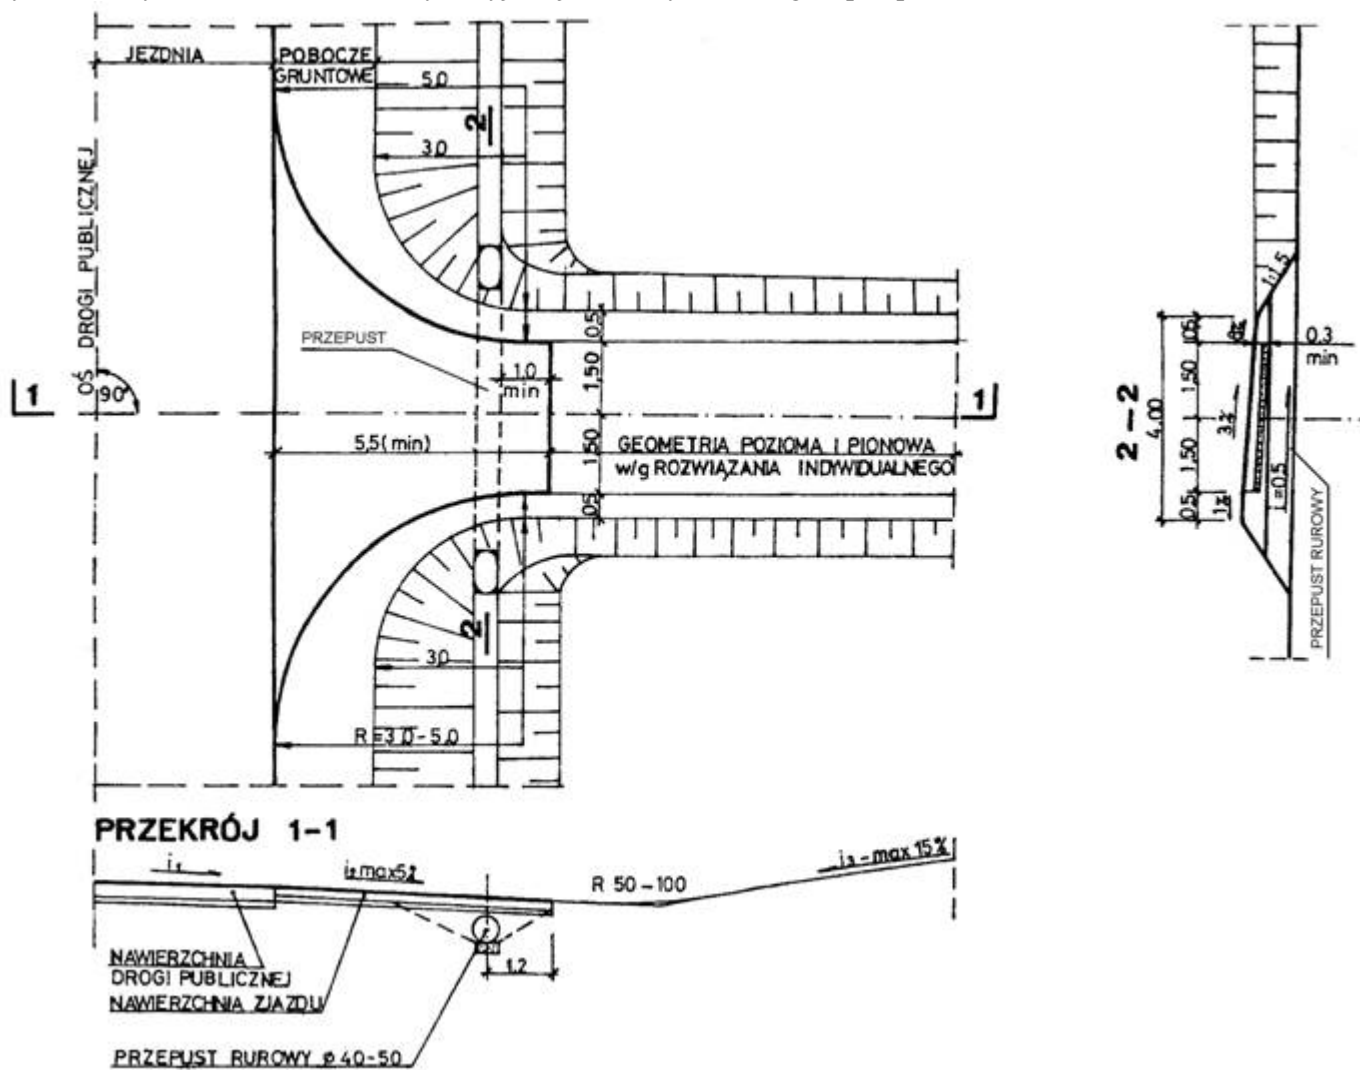 JEZDNIA
POBOCZE
GRUNTOWE
5,0
2
3,0
OŚ DROGI PUBLICZNEJ
PRZEPUST
0,5
1,0
min
1,50
90°
1
1
5,5(min)
1,50
GEOMETRIA POZIOMA I PIONOWA
w/g ROZWIĄZANIA INDYWIDUALNEGO
0,5
2
3,0
R=3,0-5,0
1:1,5
0,5
0,3
min
1,50
2-2
4,00
3%
1,50
i=0,5
0,5
PRZEPUST RUROWY
PRZEKRÓJ 1-1
i₁
i₂ max5%
R 50-100
i₃-max 15%
NAWIERZCHNIA
DROGI PUBLICZNEJ
NAWIERZCHNIA ZJAZDU
1,2
PRZEPUST RUROWY ø 40-50